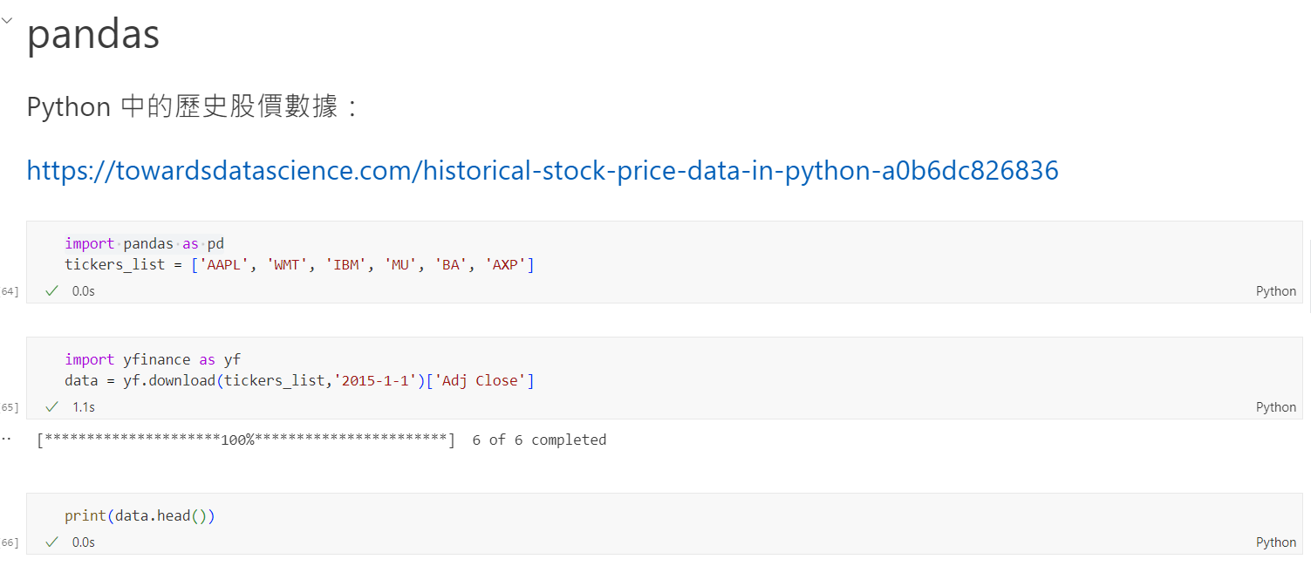 pandas
Python 中的歷史股價數據：
https://towardsdatascience.com/historical-stock-price-data-in-python-a0b6dc826836
import pandas as pd
tickers_list = ['AAPL', 'WMT', 'IBM', 'MU', 'BA', 'AXP']
64] ✓ 0.0s Python
import yfinance as yf
data = yf.download(tickers_list,'2015-1-1')['Adj Close']
65] ✓ 1.1s Python
[*********************100%***********************]  6 of 6 completed
print(data.head())
66] ✓ 0.0s Python